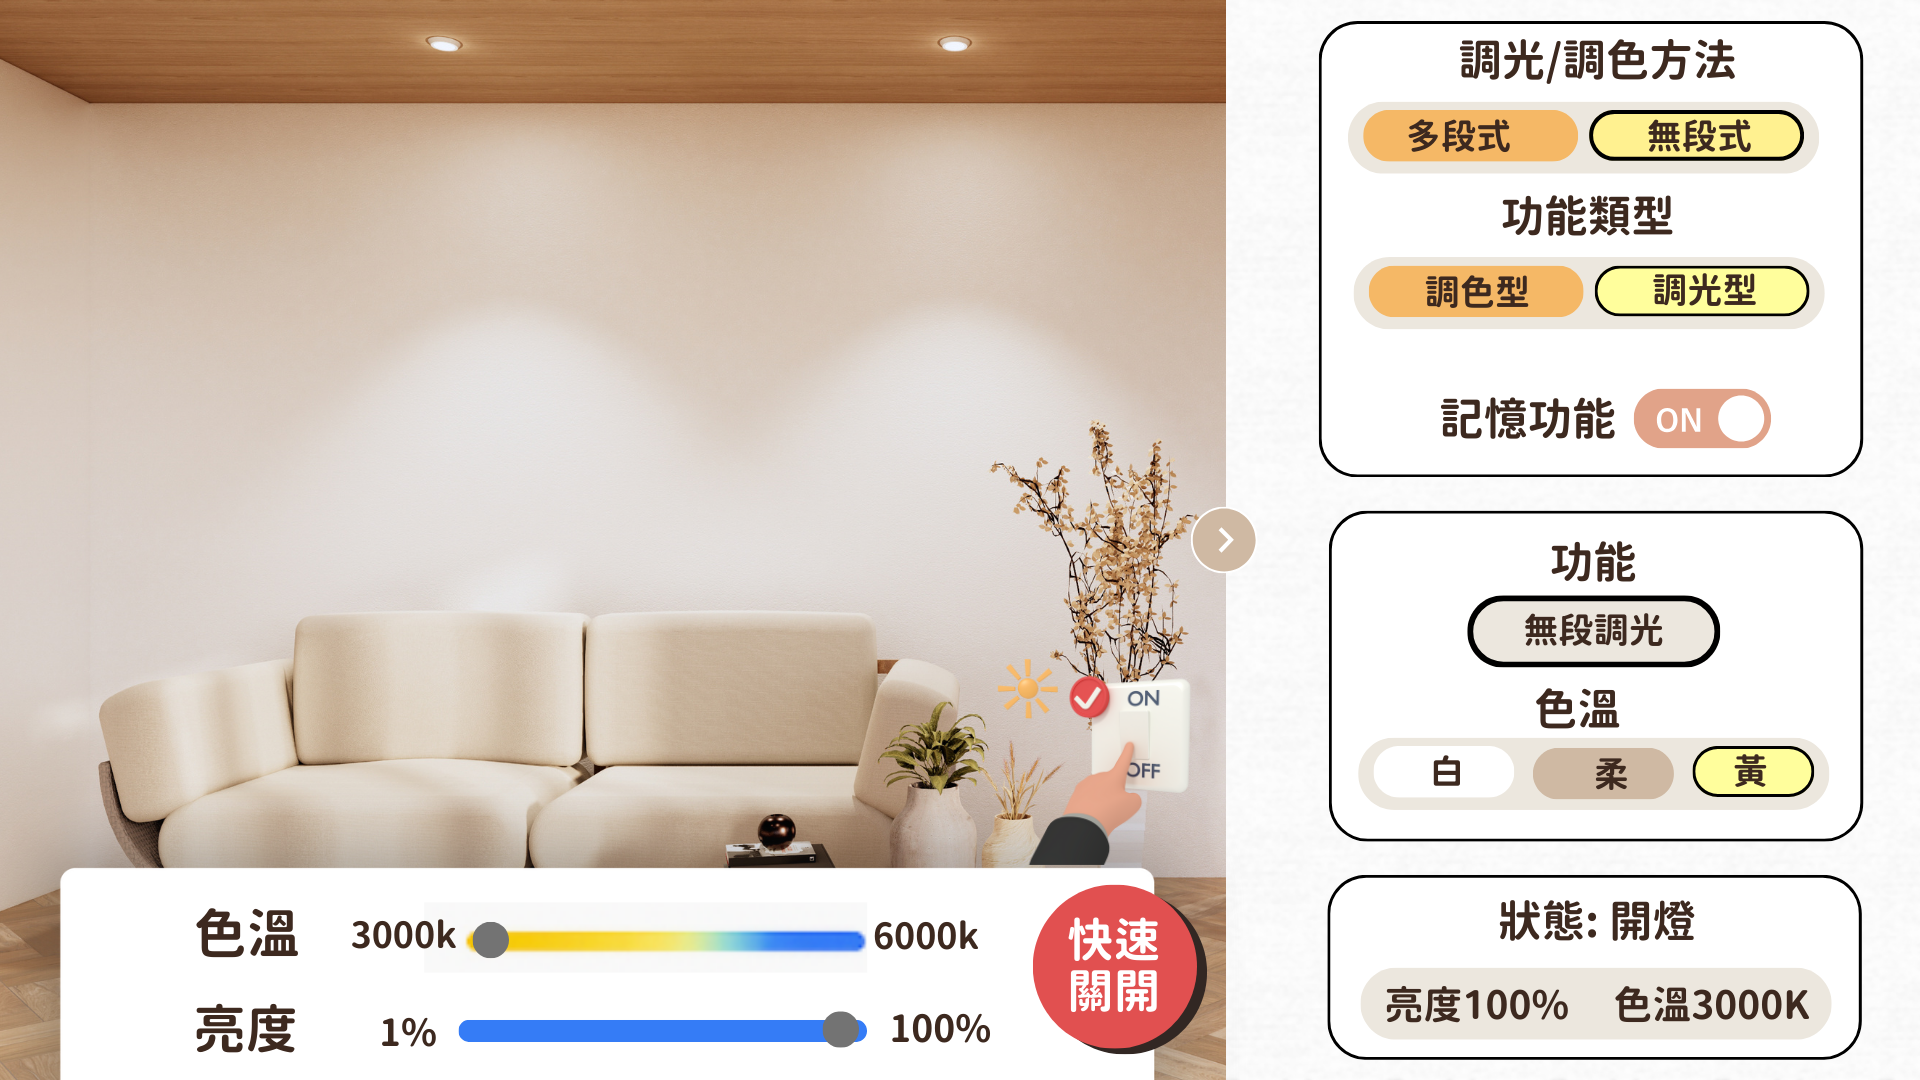 調光/調色方法
多段式 無段式
功能類型
調色型 調光型
記憶功能 ON
功能
無段調光
色溫
白 柔 黃
狀態: 開燈
亮度100% 色溫3000K
ON
OFF
色溫 3000k 6000k
亮度 1% 100%
快速
關開